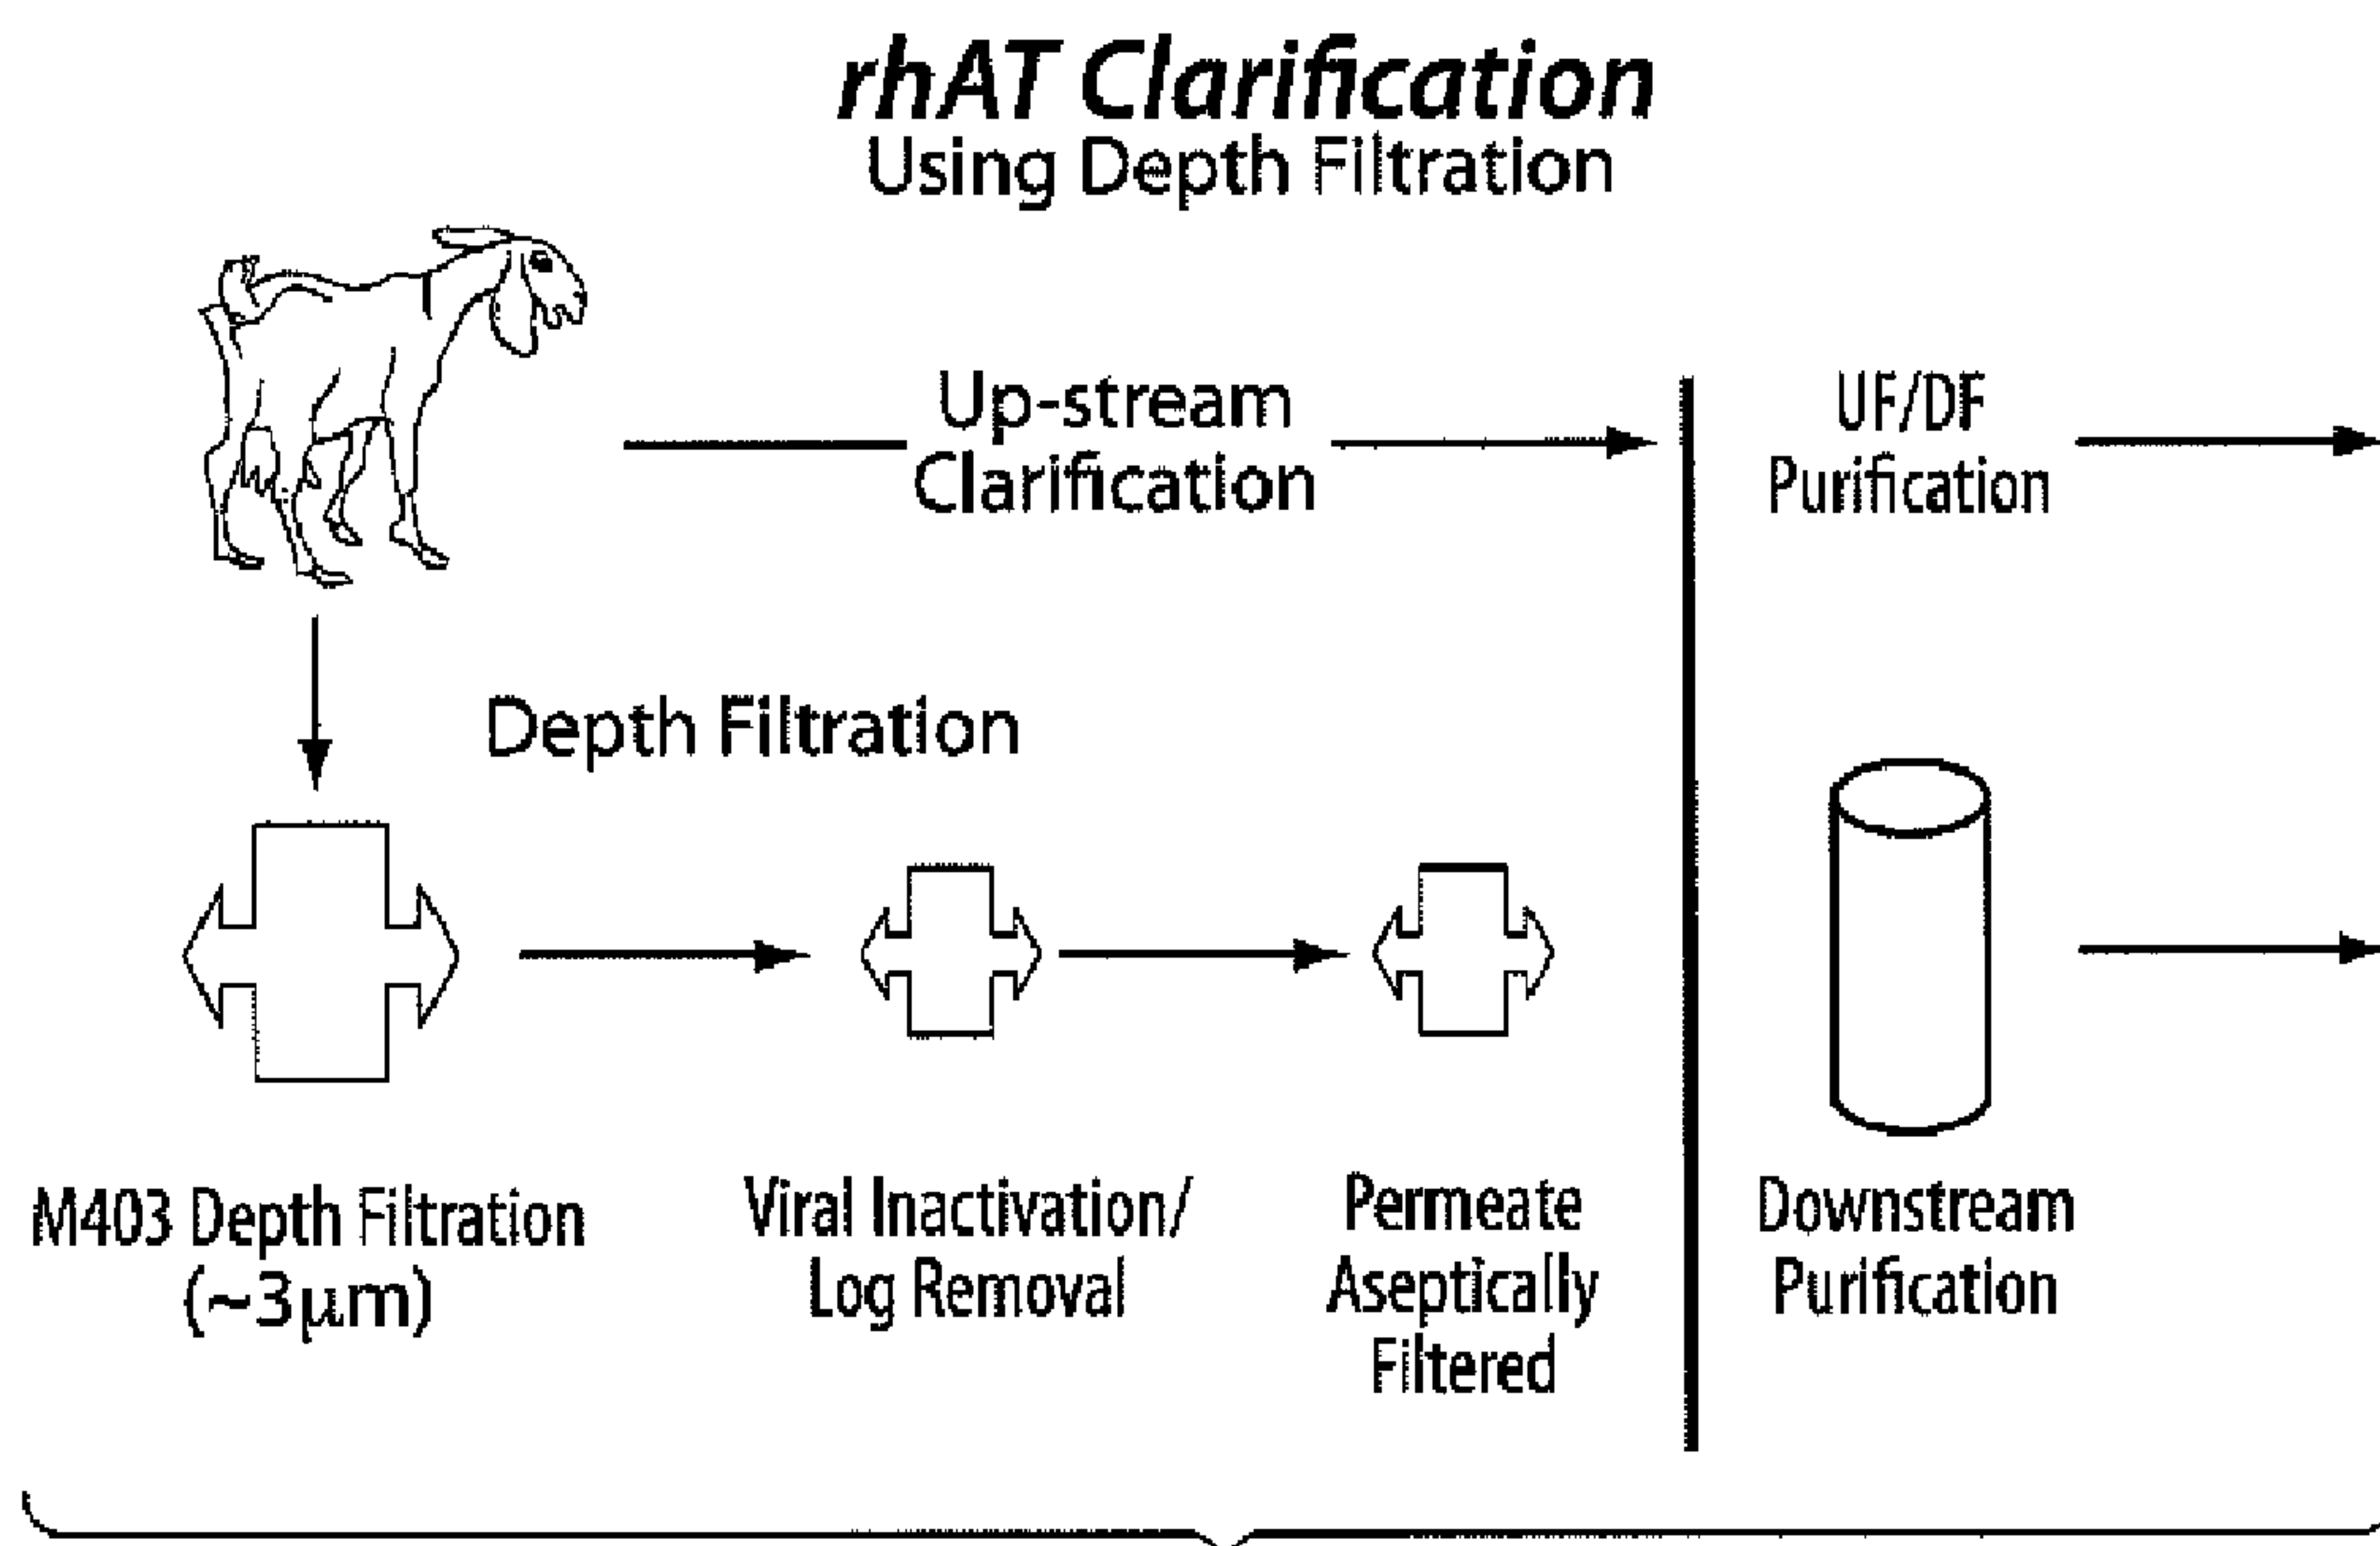 rhAT Clarification
Using Depth Filtration
Up-stream
Clarification
UF/DF
Purification
Depth Filtration
M403 Depth Filtration
(~3μm)
Viral Inactivation/
Log Removal
Permeate
Aseptically
Filtered
Downstream
Purification